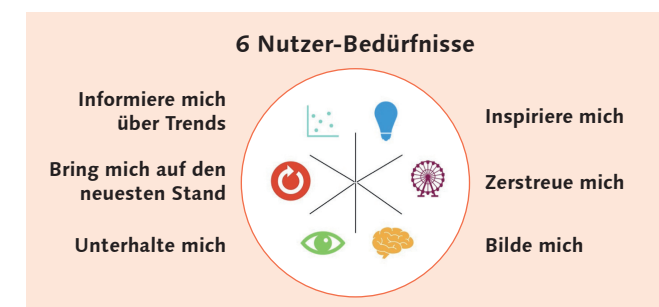 6 Nutzer-Bedürfnisse
Informiere mich
über Trends
Inspiriere mich
Bring mich auf den
neuesten Stand
Zerstreue mich
Unterhalte mich
Bilde mich